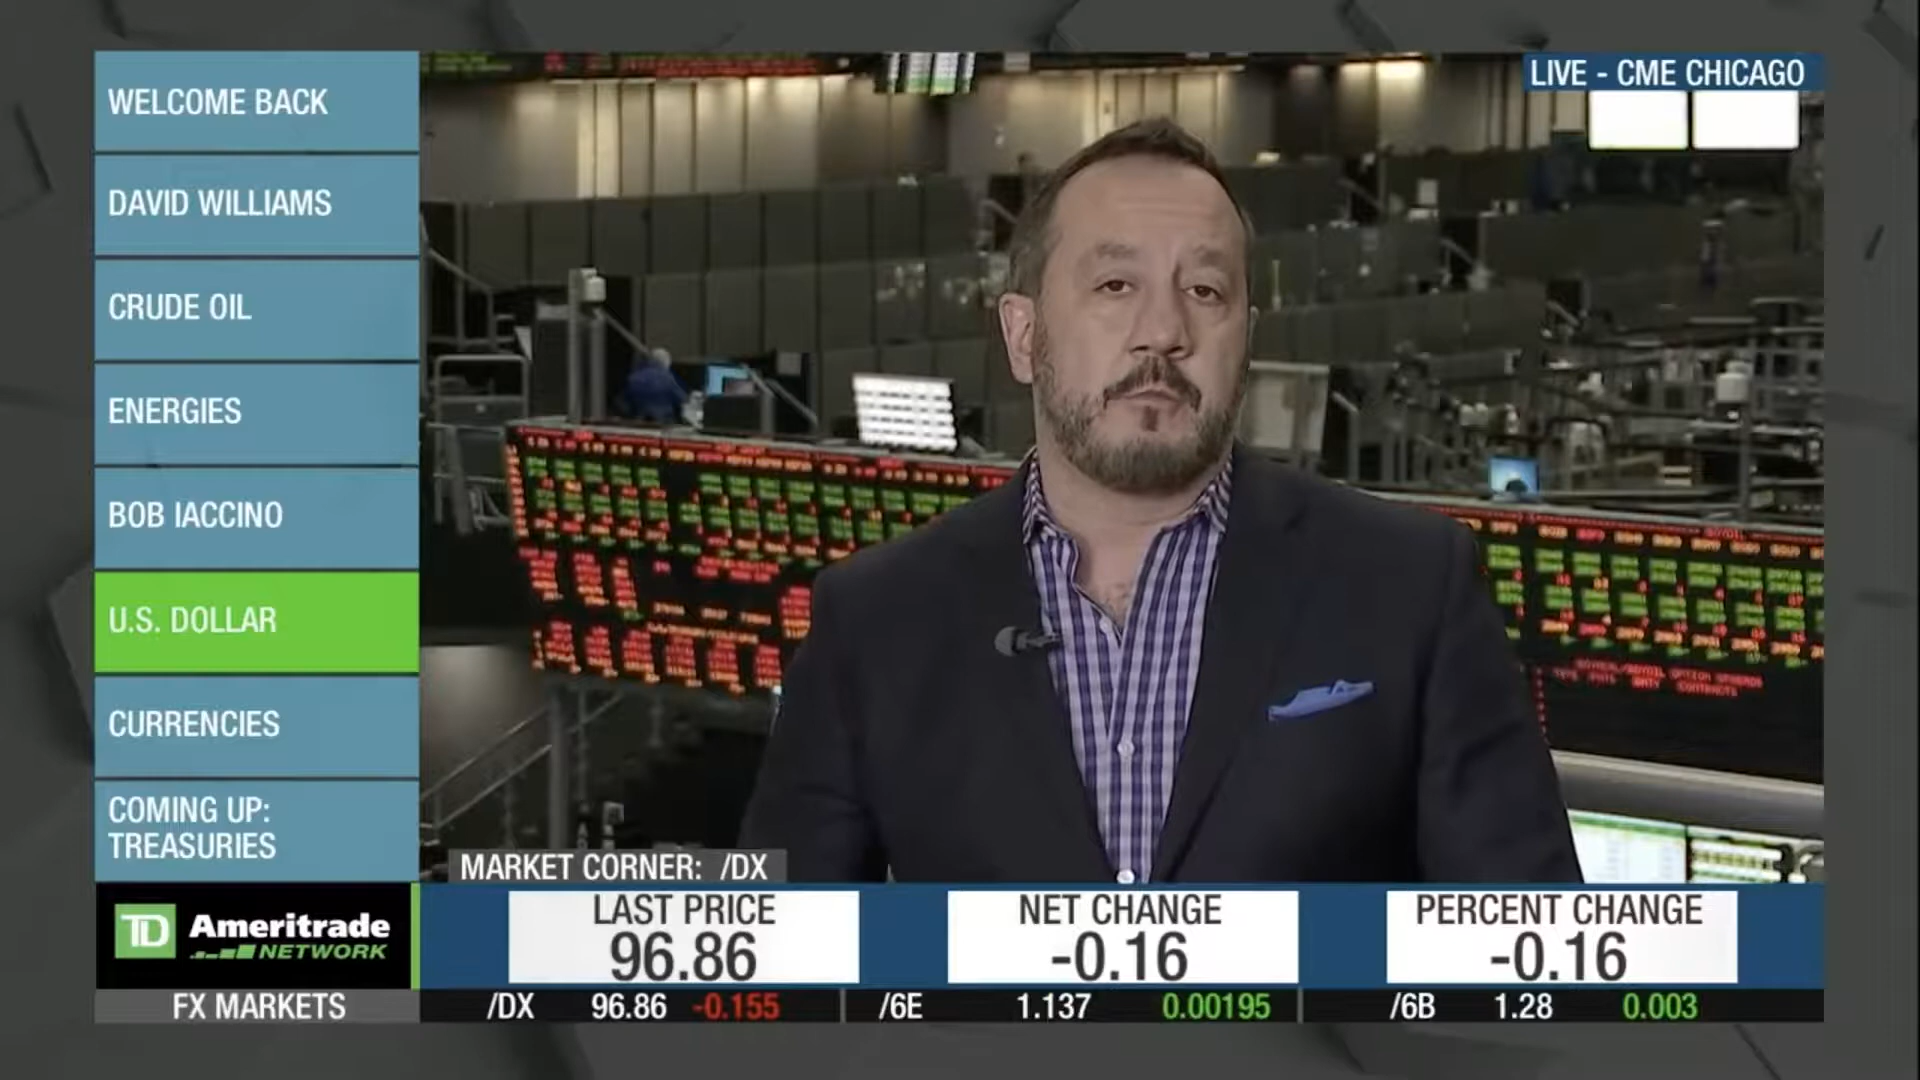 LIVE - CME CHICAGO
WELCOME BACK
DAVID WILLIAMS
CRUDE OIL
ENERGIES
BOB IACCINO
U.S. DOLLAR
CURRENCIES
COMING UP:
TREASURIES
MARKET CORNER: /DX
TD Ameritrade
NETWORK
LAST PRICE
96.86
NET CHANGE
-0.16
PERCENT CHANGE
-0.16
FX MARKETS
/DX 96.86 -0.155 /6E 1.137 0.00195 /6B 1.28 0.003